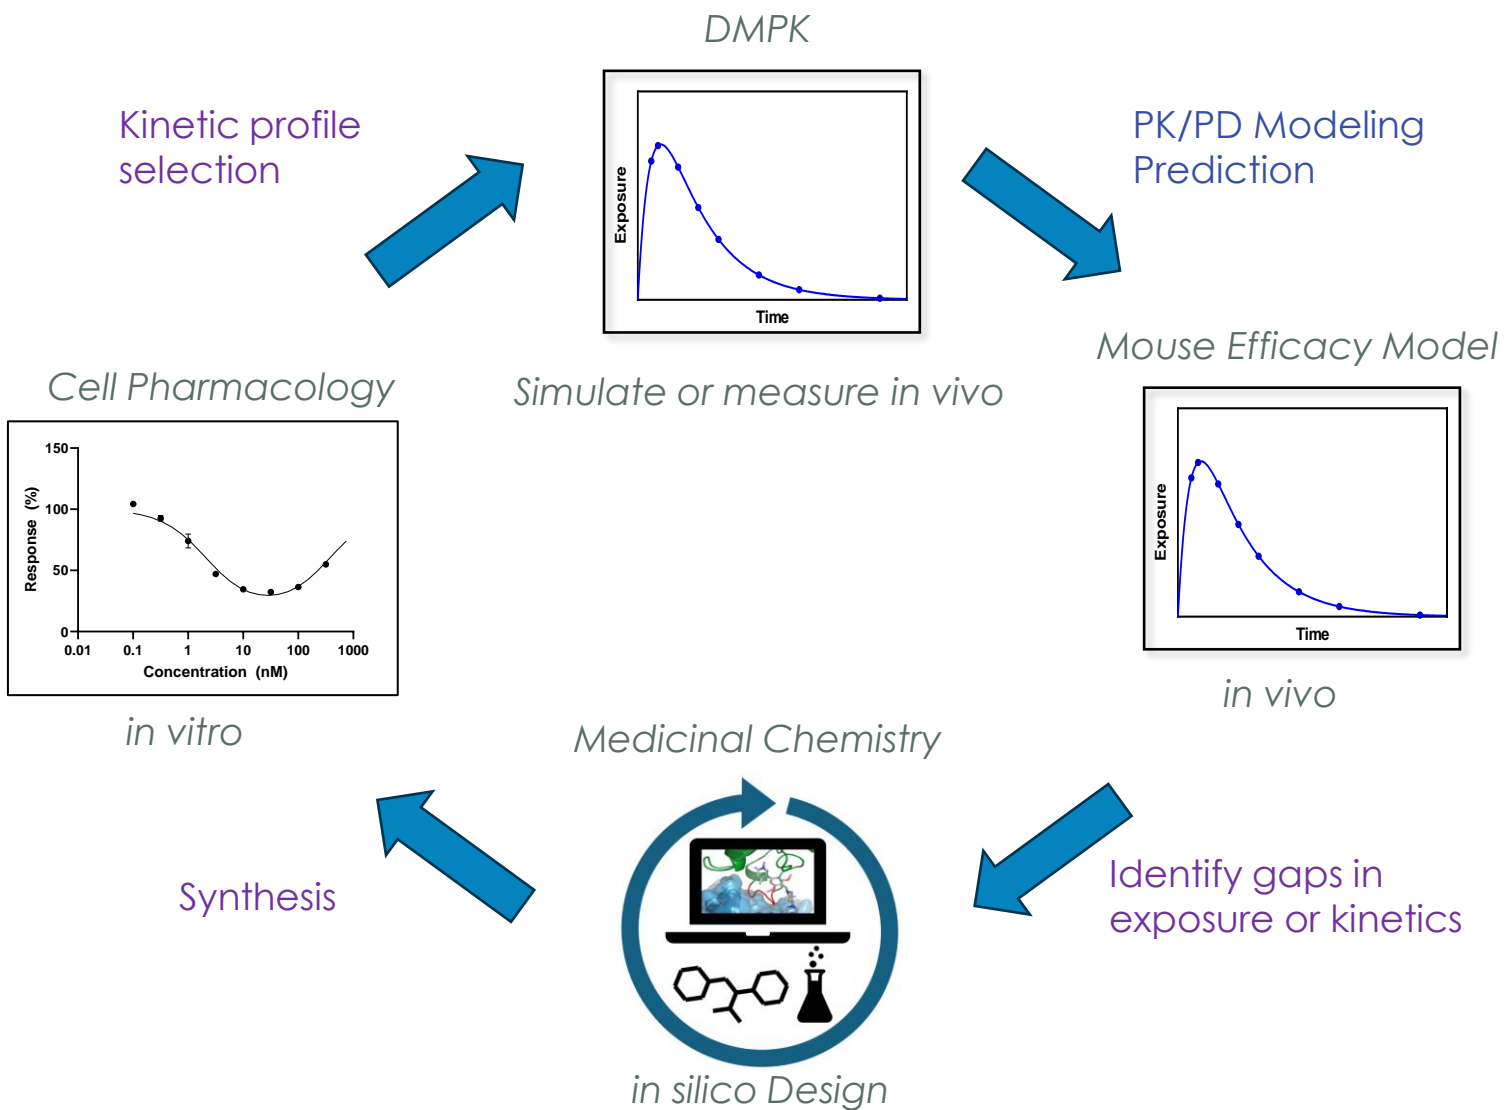 DMPK
Kinetic profile
selection
PK/PD Modeling
Prediction
Exposure
Time
Mouse Efficacy Model
Cell Pharmacology
Simulate or measure in vivo
150
100
50
0
Response (%)
0.01 0.1 1 10 100 1000
Concentration (nM)
Exposure
Time
in vitro
in vivo
Medicinal Chemistry
Synthesis
Identify gaps in
exposure or kinetics
in silico Design